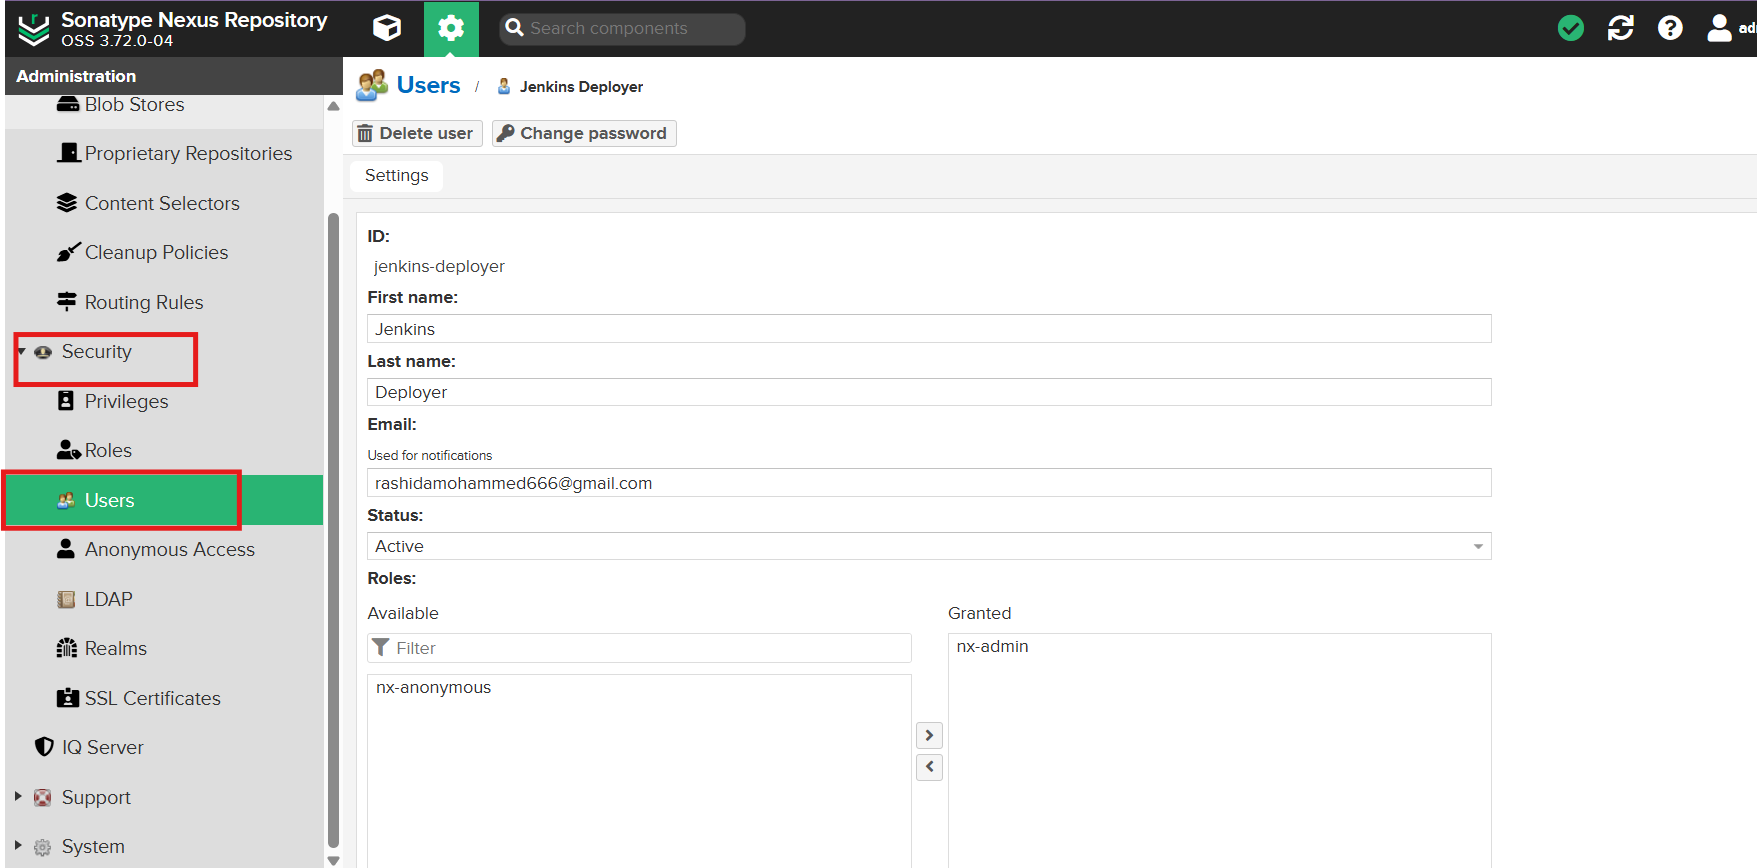 Sonatype Nexus Repository
OSS 3.72.0-04
Search components
Administration
Blob Stores
Proprietary Repositories
Content Selectors
Cleanup Policies
Routing Rules
Security
Privileges
Roles
Users
Anonymous Access
LDAP
Realms
SSL Certificates
IQ Server
Support
System
Users / Jenkins Deployer
Delete user
Change password
Settings
ID:
jenkins-deployer
First name:
Jenkins
Last name:
Deployer
Email:
Used for notifications
rashidamohammed666@gmail.com
Status:
Active
Roles:
Available
Filter
nx-anonymous
Granted
nx-admin